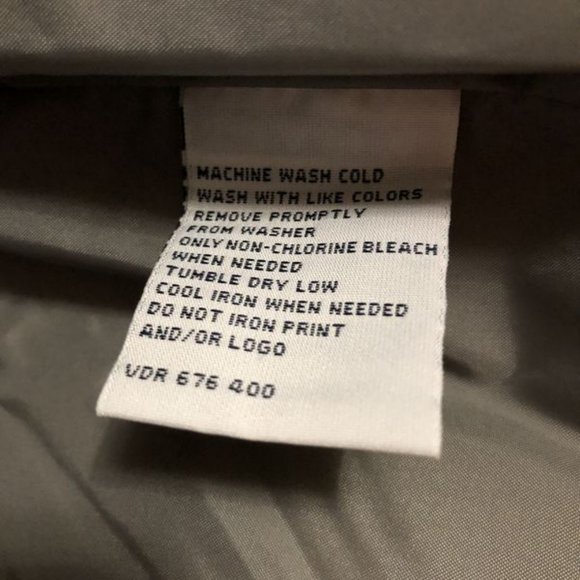 MACHINE WASH COLD
WASH WITH LIKE COLORS
REMOVE PROMPTLY
FROM WASHER
ONLY NON-CHLORINE BLEACH
WHEN NEEDED
TUMBLE DRY LOW
COOL IRON WHEN NEEDED
DO NOT IRON PRINT
AND/OR LOGO
VDR 676 400